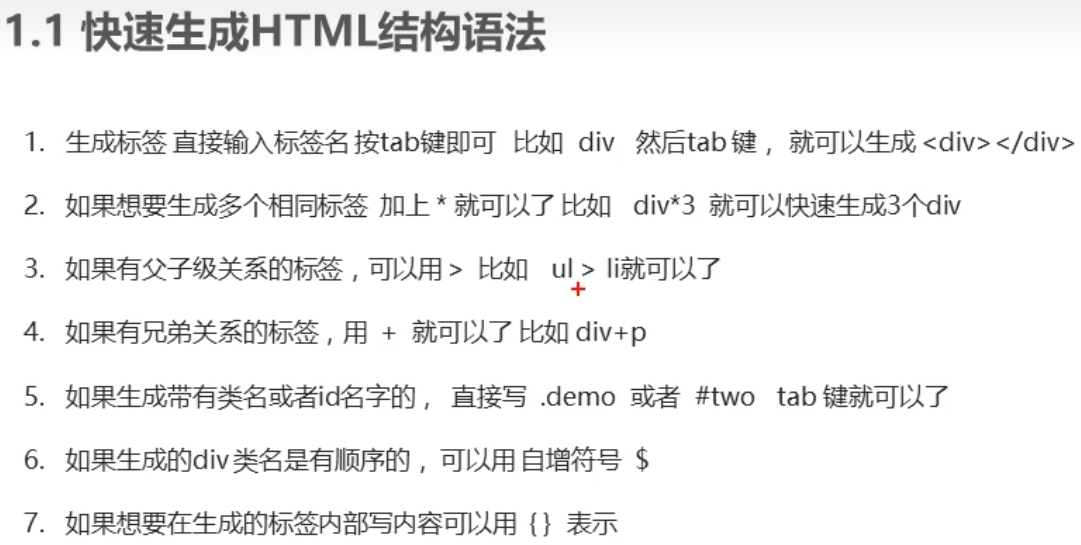 1.1 快速生成HTML结构语法
1. 生成标签 直接输入标签名 按tab键即可 比如 div 然后tab 键， 就可以生成 <div></div>
2. 如果想要生成多个相同标签 加上 * 就可以了 比如 div*3 就可以快速生成3个div
3. 如果有父子级关系的标签，可以用 > 比如 ul > li就可以了
4. 如果有兄弟关系的标签，用 + 就可以了 比如 div+p
5. 如果生成带有类名或者id名字的， 直接写 .demo 或者 #two tab 键就可以了
6. 如果生成的div 类名是有顺序的， 可以用 自增符号 $
7. 如果想要在生成的标签内部写内容可以用 { } 表示